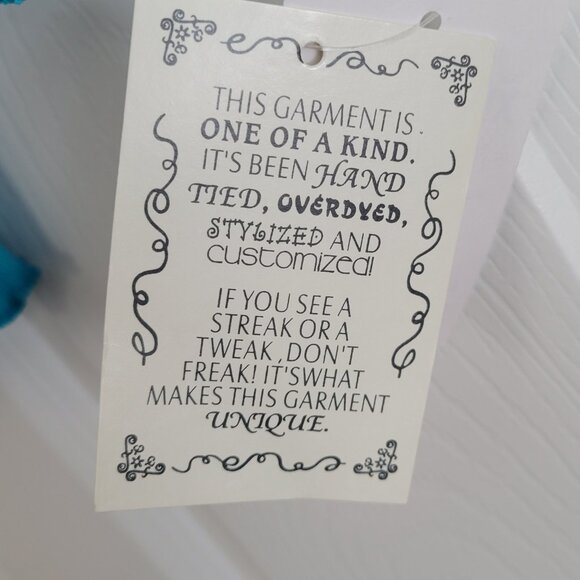 THIS GARMENT IS.
ONE OF A KIND.
IT'S BEEN HAND
TIED, OVERDYED,
STYLIZED AND
customized!
IF YOU SEE A
STREAK OR A
TWEAK ,DON'T
FREAK! IT'SWHAT
MAKES THIS GARMENT
UNIQUE.